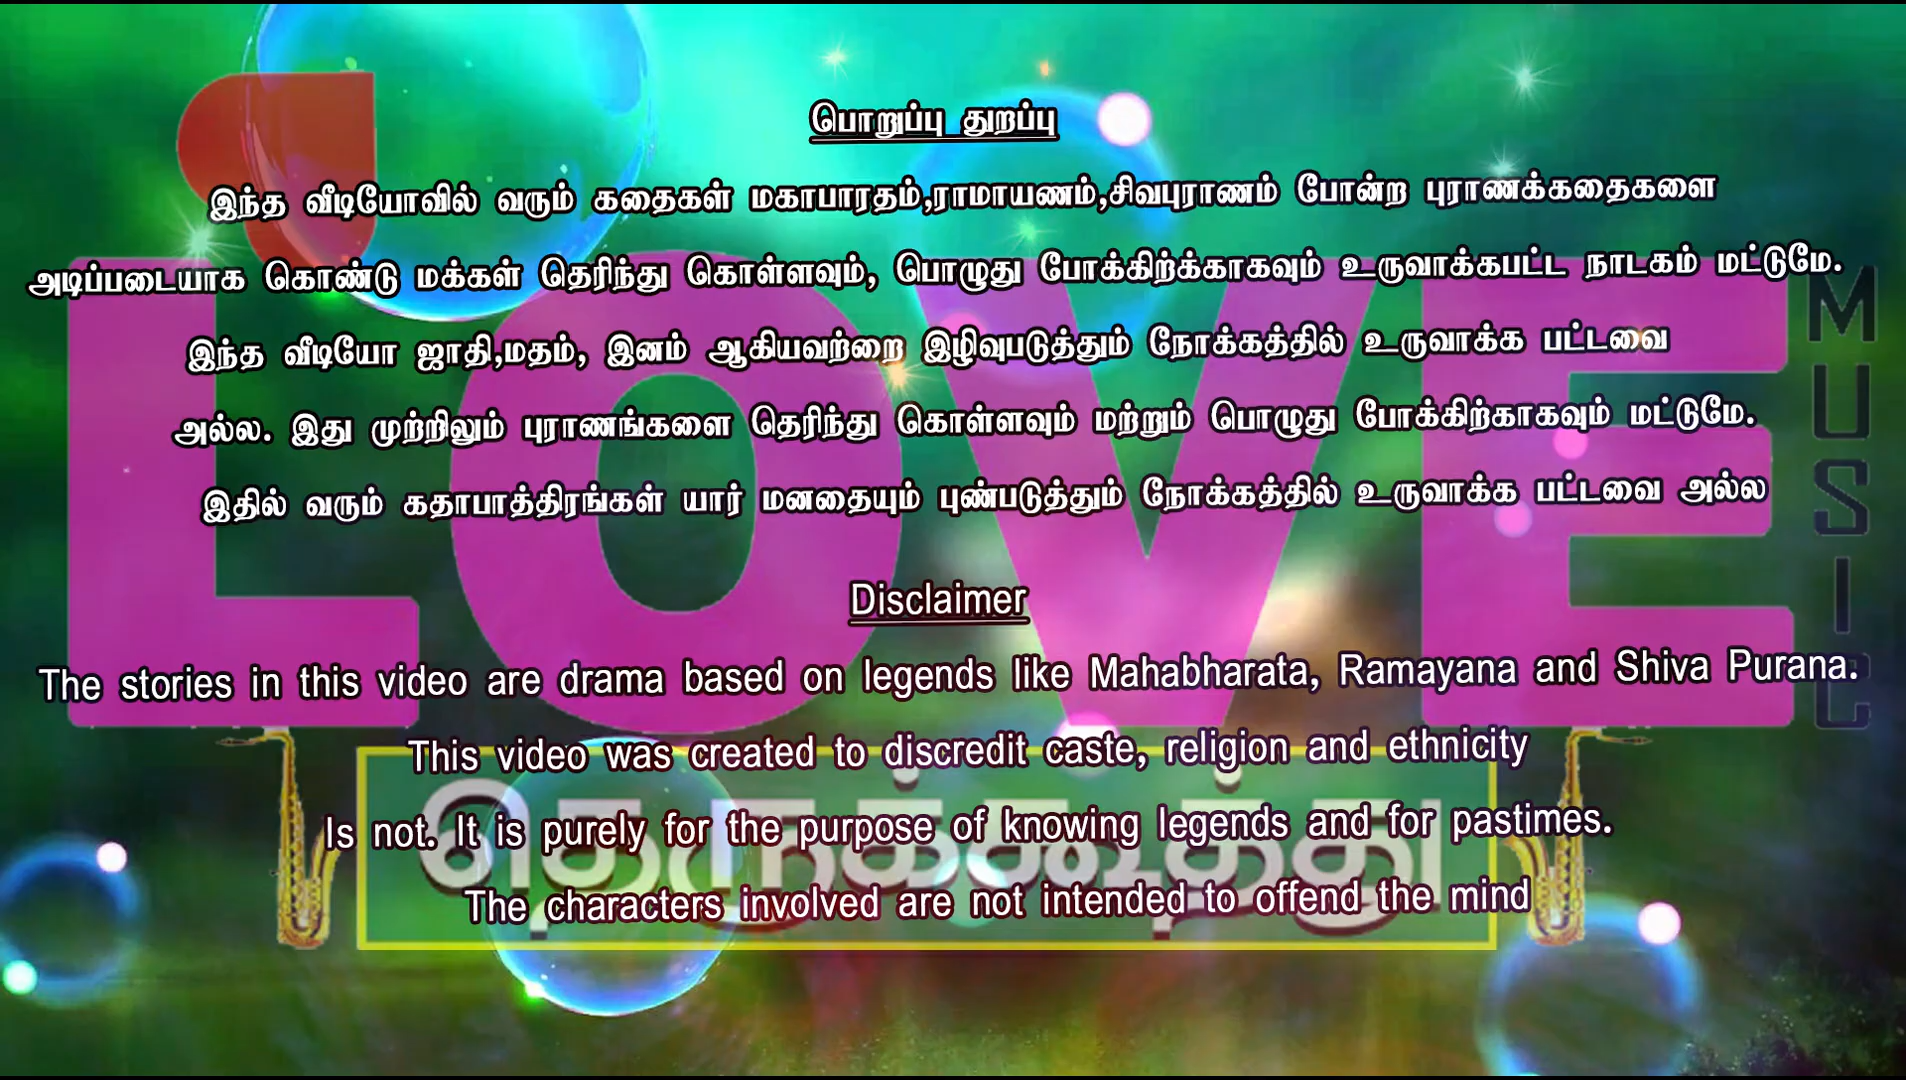 பொறுப்பு துறப்பு
இந்த வீடியோவில் வரும் கதைகள் மகாபாரதம்,ராமாயணம்,சிவபுராணம் போன்ற புராணக்கதைகளை
அடிப்படையாக கொண்டு மக்கள் தெரிந்து கொள்ளவும், பொழுது போக்கிற்க்காகவும் உருவாக்கபட்ட நாடகம் மட்டுமே.
இந்த வீடியோ ஜாதி,மதம், இனம் ஆகியவற்றை இழிவுபடுத்தும் நோக்கத்தில் உருவாக்க பட்டவை
அல்ல. இது முற்றிலும் புராணங்களை தெரிந்து கொள்ளவும் மற்றும் பொழுது போக்கிற்காகவும் மட்டுமே.
இதில் வரும் கதாபாத்திரங்கள் யார் மனதையும் புண்படுத்தும் நோக்கத்தில் உருவாக்க பட்டவை அல்ல
Disclaimer
The stories in this video are drama based on legends like Mahabharata, Ramayana and Shiva Purana.
This video was created to discredit caste, religion and ethnicity
Is not. It is purely for the purpose of knowing legends and for pastimes.
The characters involved are not intended to offend the mind
LOVE
MUSIC
தெருக்கூத்து